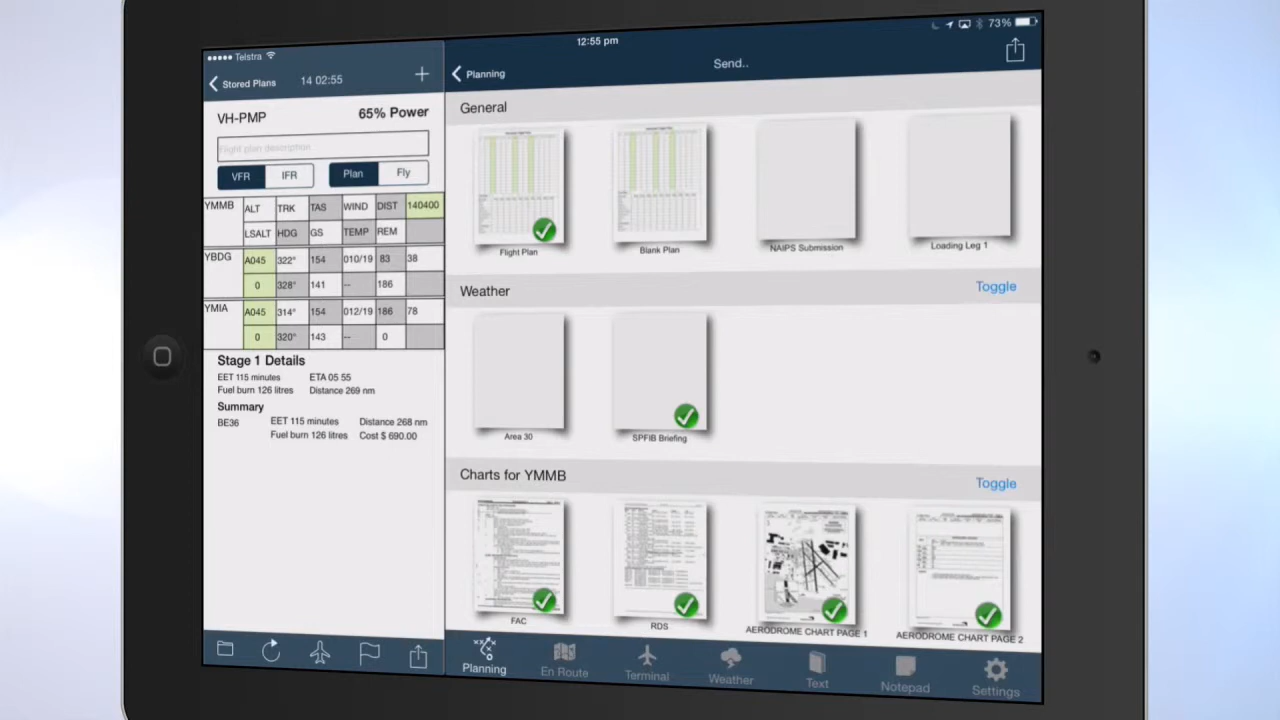 Telstra
12:55 pm
73%
Stored Plans
14 02:55
+
VH-PMP
65% Power
Flight plan description
VFR
IFR
Plan
Fly
YMMB ALT TRK TAS WIND DIST 140400
LSALT HDG GS TEMP REM
YBDG A045 322° 154 010/19 83 38
0 328° 141 -- 186
YMIA A045 314° 154 012/19 186 78
0 320° 143 -- 0
Stage 1 Details
EET 115 minutes ETA 05 55
Fuel burn 126 litres Distance 269 nm
Summary
BE36 EET 115 minutes Distance 268 nm
Fuel burn 126 litres Cost $ 690.00
Planning
Send..
General
Flight Plan
Blank Plan
NAIPS Submission
Loading Leg 1
Weather
Toggle
Area 30
SPFIB Briefing
Charts for YMMB
Toggle
FAC
RDS
AERODROME CHART PAGE 1
AERODROME CHART PAGE 2
Planning
En Route
Terminal
Weather
Text
Notepad
Settings